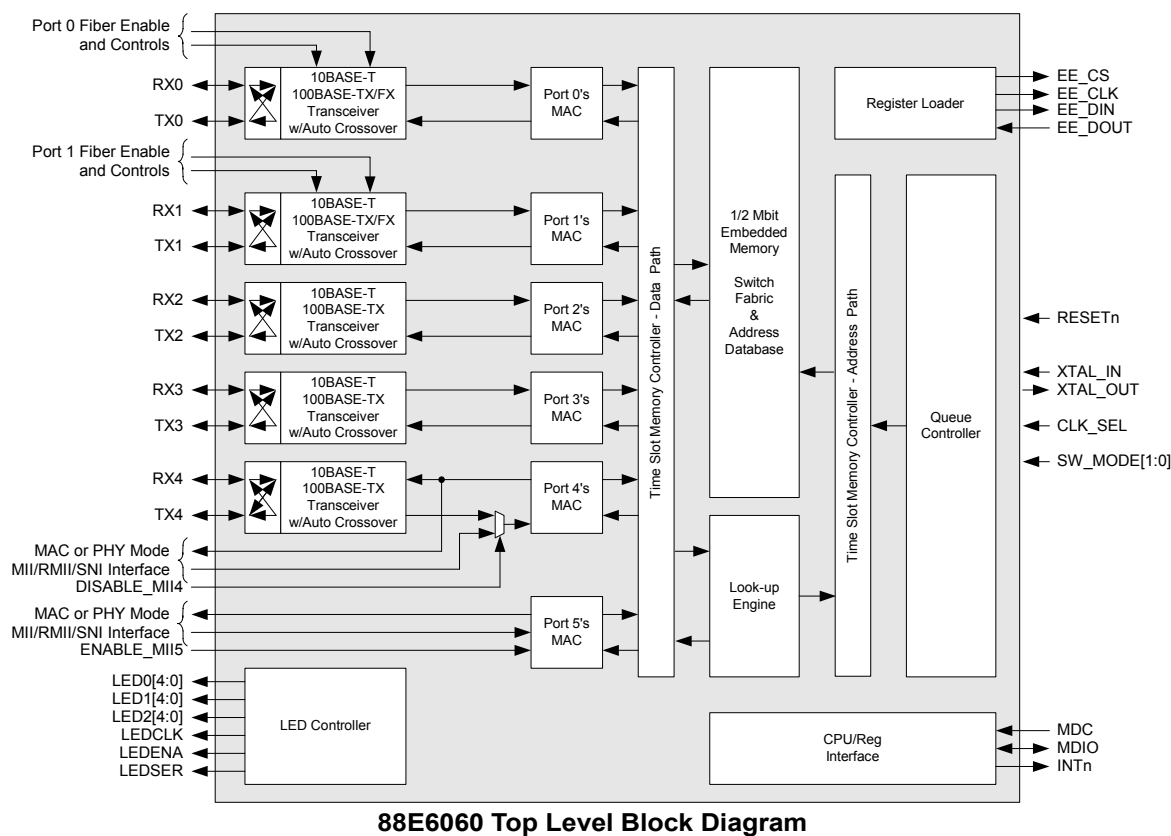 Port 0 Fiber Enable
and Controls
RX0
TX0
10BASE-T
100BASE-TX/FX
Transceiver
w/Auto Crossover
Port 0's
MAC
Port 1 Fiber Enable
and Controls
RX1
TX1
10BASE-T
100BASE-TX/FX
Transceiver
w/Auto Crossover
Port 1's
MAC
RX2
TX2
10BASE-T
100BASE-TX
Transceiver
w/Auto Crossover
Port 2's
MAC
RX3
TX3
10BASE-T
100BASE-TX
Transceiver
w/Auto Crossover
Port 3's
MAC
RX4
TX4
10BASE-T
100BASE-TX
Transceiver
w/Auto Crossover
Port 4's
MAC
MAC or PHY Mode
MII/RMII/SNI Interface
DISABLE_MII4
MAC or PHY Mode
MII/RMII/SNI Interface
ENABLE_MII5
Port 5's
MAC
LED0[4:0]
LED1[4:0]
LED2[4:0]
LEDCLK
LEDENA
LEDSER
LED Controller
Time Slot Memory Controller - Data Path
1/2 Mbit
Embedded
Memory
Switch
Fabric
&
Address
Database
Look-up
Engine
Time Slot Memory Controller - Address Path
Queue
Controller
Register Loader
EE_CS
EE_CLK
EE_DIN
EE_DOUT
RESETn
XTAL_IN
XTAL_OUT
CLK_SEL
SW_MODE[1:0]
CPU/Reg
Interface
MDC
MDIO
INTn
88E6060 Top Level Block Diagram